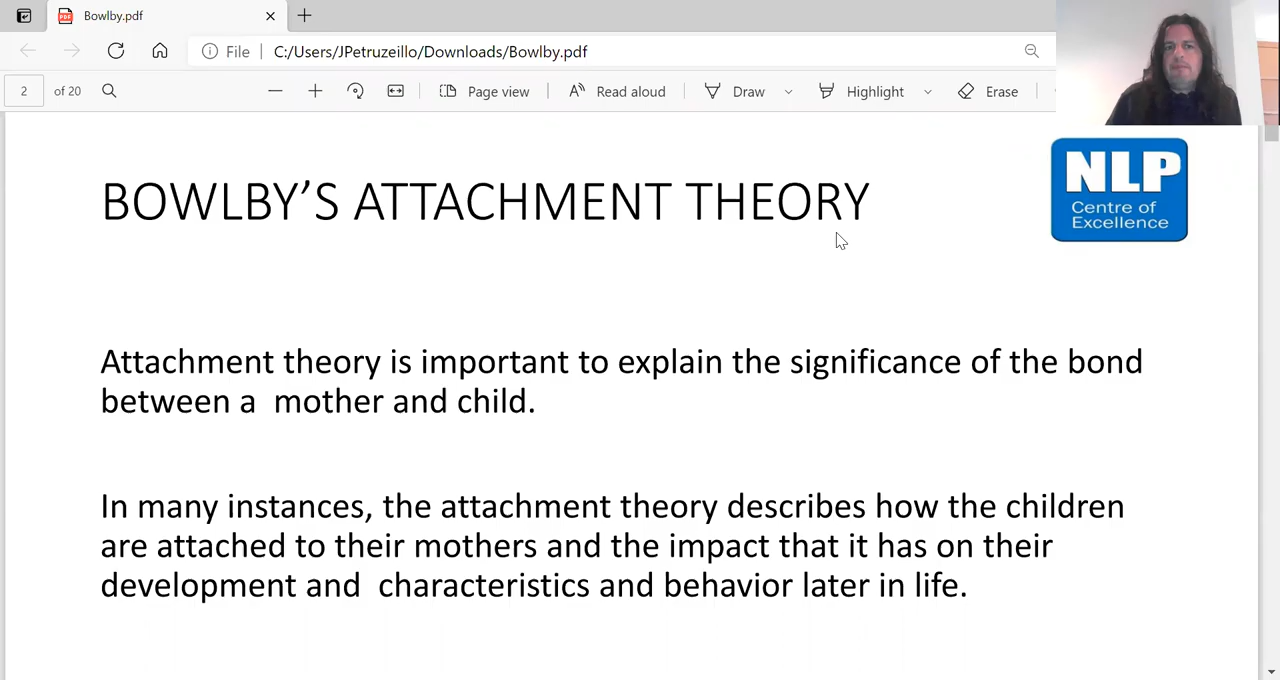 Bowlby.pdf
File
C:/Users/JPetruzeillo/Downloads/Bowlby.pdf
2 of 20
Page view
Read aloud
Draw
Highlight
Erase
BOWLBY’S ATTACHMENT THEORY
NLP
Centre of
Excellence
Attachment theory is important to explain the significance of the bond
between a  mother and child.
In many instances, the attachment theory describes how the children
are attached to their mothers and the impact that it has on their
development and  characteristics and behavior later in life.